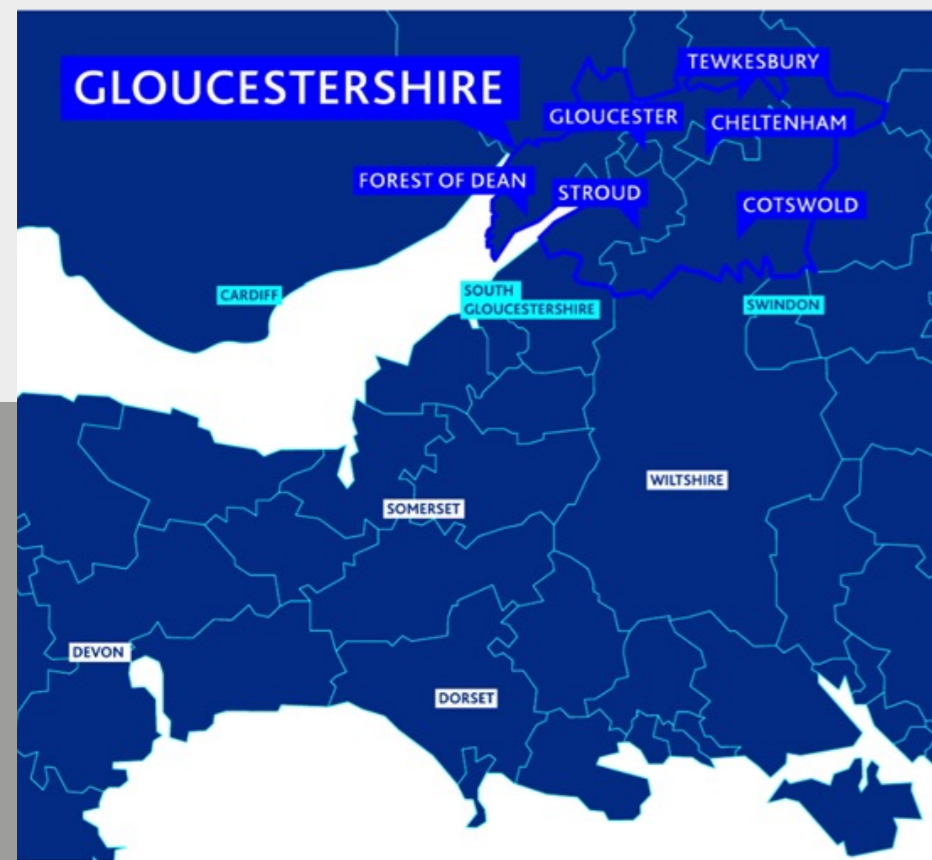 TEWKESBURY
GLOUCESTERSHIRE
GLOUCESTER
CHELTENHAM
FOREST OF DEAN
STROUD
COTSWOLD
CARDIFF
SOUTH
GLOUCESTERSHIRE
SWINDON
WILTSHIRE
SOMERSET
DEVON
DORSET